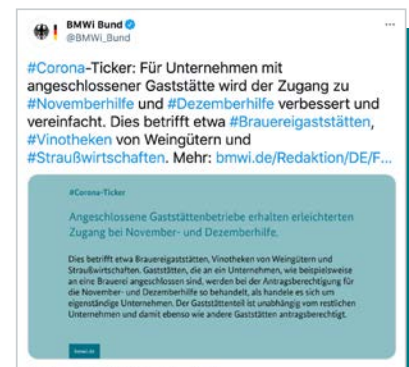 BMWi Bund
@BMWi_Bund
#Corona-Ticker: Für Unternehmen mit
angeschlossener Gaststätte wird der Zugang zu
#Novemberhilfe und #Dezemberhilfe verbessert und
vereinfacht. Dies betrifft etwa #Brauereigaststätten,
#Vinotheken von Weingütern und
#Straußwirtschaften. Mehr: bmwi.de/Redaktion/DE/F...
#Corona-Ticker
Angeschlossene Gaststättenbetriebe erhalten erleichterten
Zugang bei November- und Dezemberhilfe.
Dies betrifft etwa Brauereigaststätten, Vinotheken von Weingütern und
Straußwirtschaften. Gaststätten, die an ein Unternehmen, wie beispielsweise
an eine Brauerei angeschlossen sind, werden bei der Antragsberechtigung für
die November- und Dezemberhilfe so behandelt, als handele es sich um
eigenständige Unternehmen. Der Gaststättenteil ist unabhängig vom restlichen
Unternehmen und damit ebenso wie andere Gaststätten antragsberechtigt.
bmwi.de